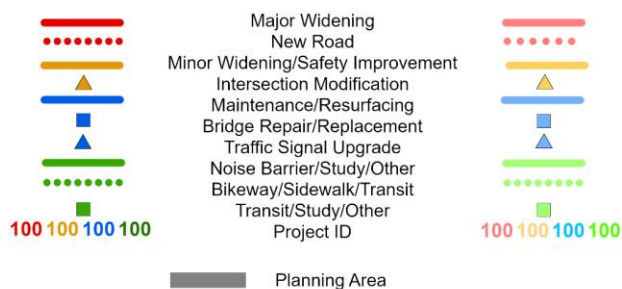 Major Widening
New Road
Minor Widening/Safety Improvement
Intersection Modification
Maintenance/Resurfacing
Bridge Repair/Replacement
Traffic Signal Upgrade
Noise Barrier/Study/Other
Bikeway/Sidewalk/Transit
Transit/Study/Other
100 100 100 100 Project ID 100 100 100 100
Planning Area